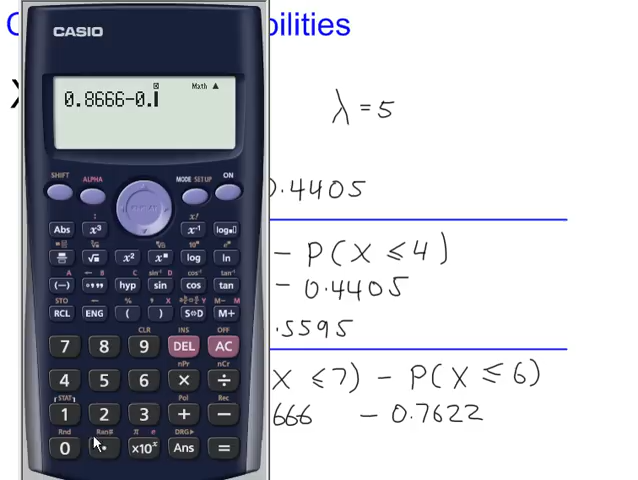 bilities
CASIO
Math ▲
0.8666-0.
λ = 5
SHIFT ALPHA MODE SETUP ON
0.4405
Abs x³ x⁻¹ log
− P(X ≤ 4)
√ x² log ln
− 0.4405
(−) hyp sin cos tan
STO
RCL ENG ( ) S⇔D M+
.5595
CLR INS OFF
7 8 9 DEL AC
nPr nCr
4 5 6 × ÷
X ≤ 7) − P(X ≤ 6)
[STAT] Pol Rec
1 2 3 + −
666 − 0.7622
Rnd Ran# π e DRG▶
0 • ×10ˣ Ans =